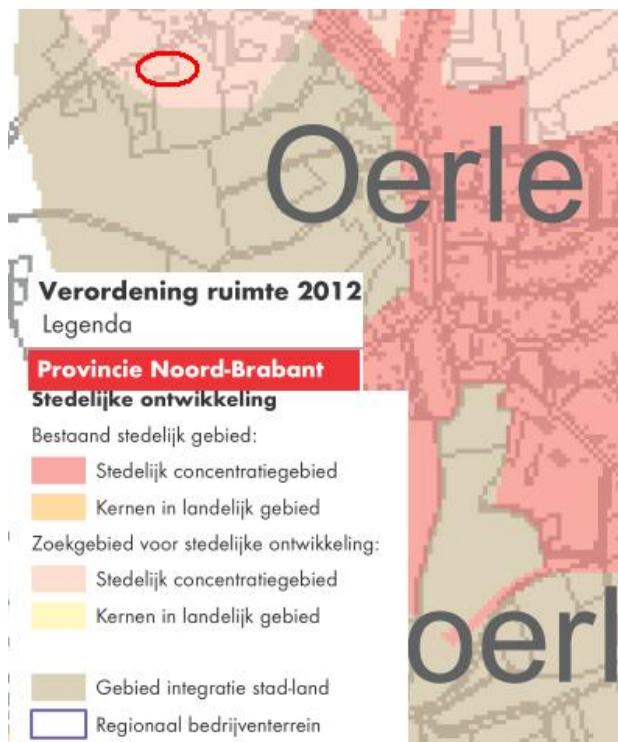 Oerle
Verordening ruimte 2012
Legenda
Provincie Noord-Brabant
Stedelijke ontwikkeling
Bestaand stedelijk gebied:
Stedelijk concentratiegebied
Kernen in landelijk gebied
Zoekgebied voor stedelijke ontwikkeling:
Stedelijk concentratiegebied
Kernen in landelijk gebied
oerl
Gebied integratie stad-land
Regionaal bedrijventerrein